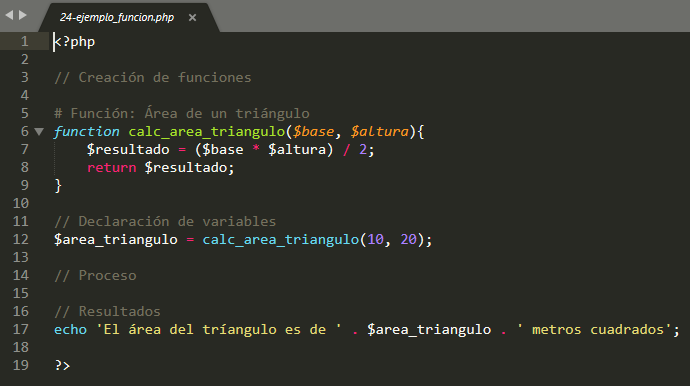 24-ejemplo_funcion.php ×
1 <?php
2
3 // Creación de funciones
4
5 # Función: Área de un triángulo
6 function calc_area_triangulo($base, $altura){
7 $resultado = ($base * $altura) / 2;
8 return $resultado;
9 }
10
11 // Declaración de variables
12 $area_triangulo = calc_area_triangulo(10, 20);
13
14 // Proceso
15
16 // Resultados
17 echo 'El área del tríangulo es de ' . $area_triangulo . ' metros cuadrados';
18
19 ?>